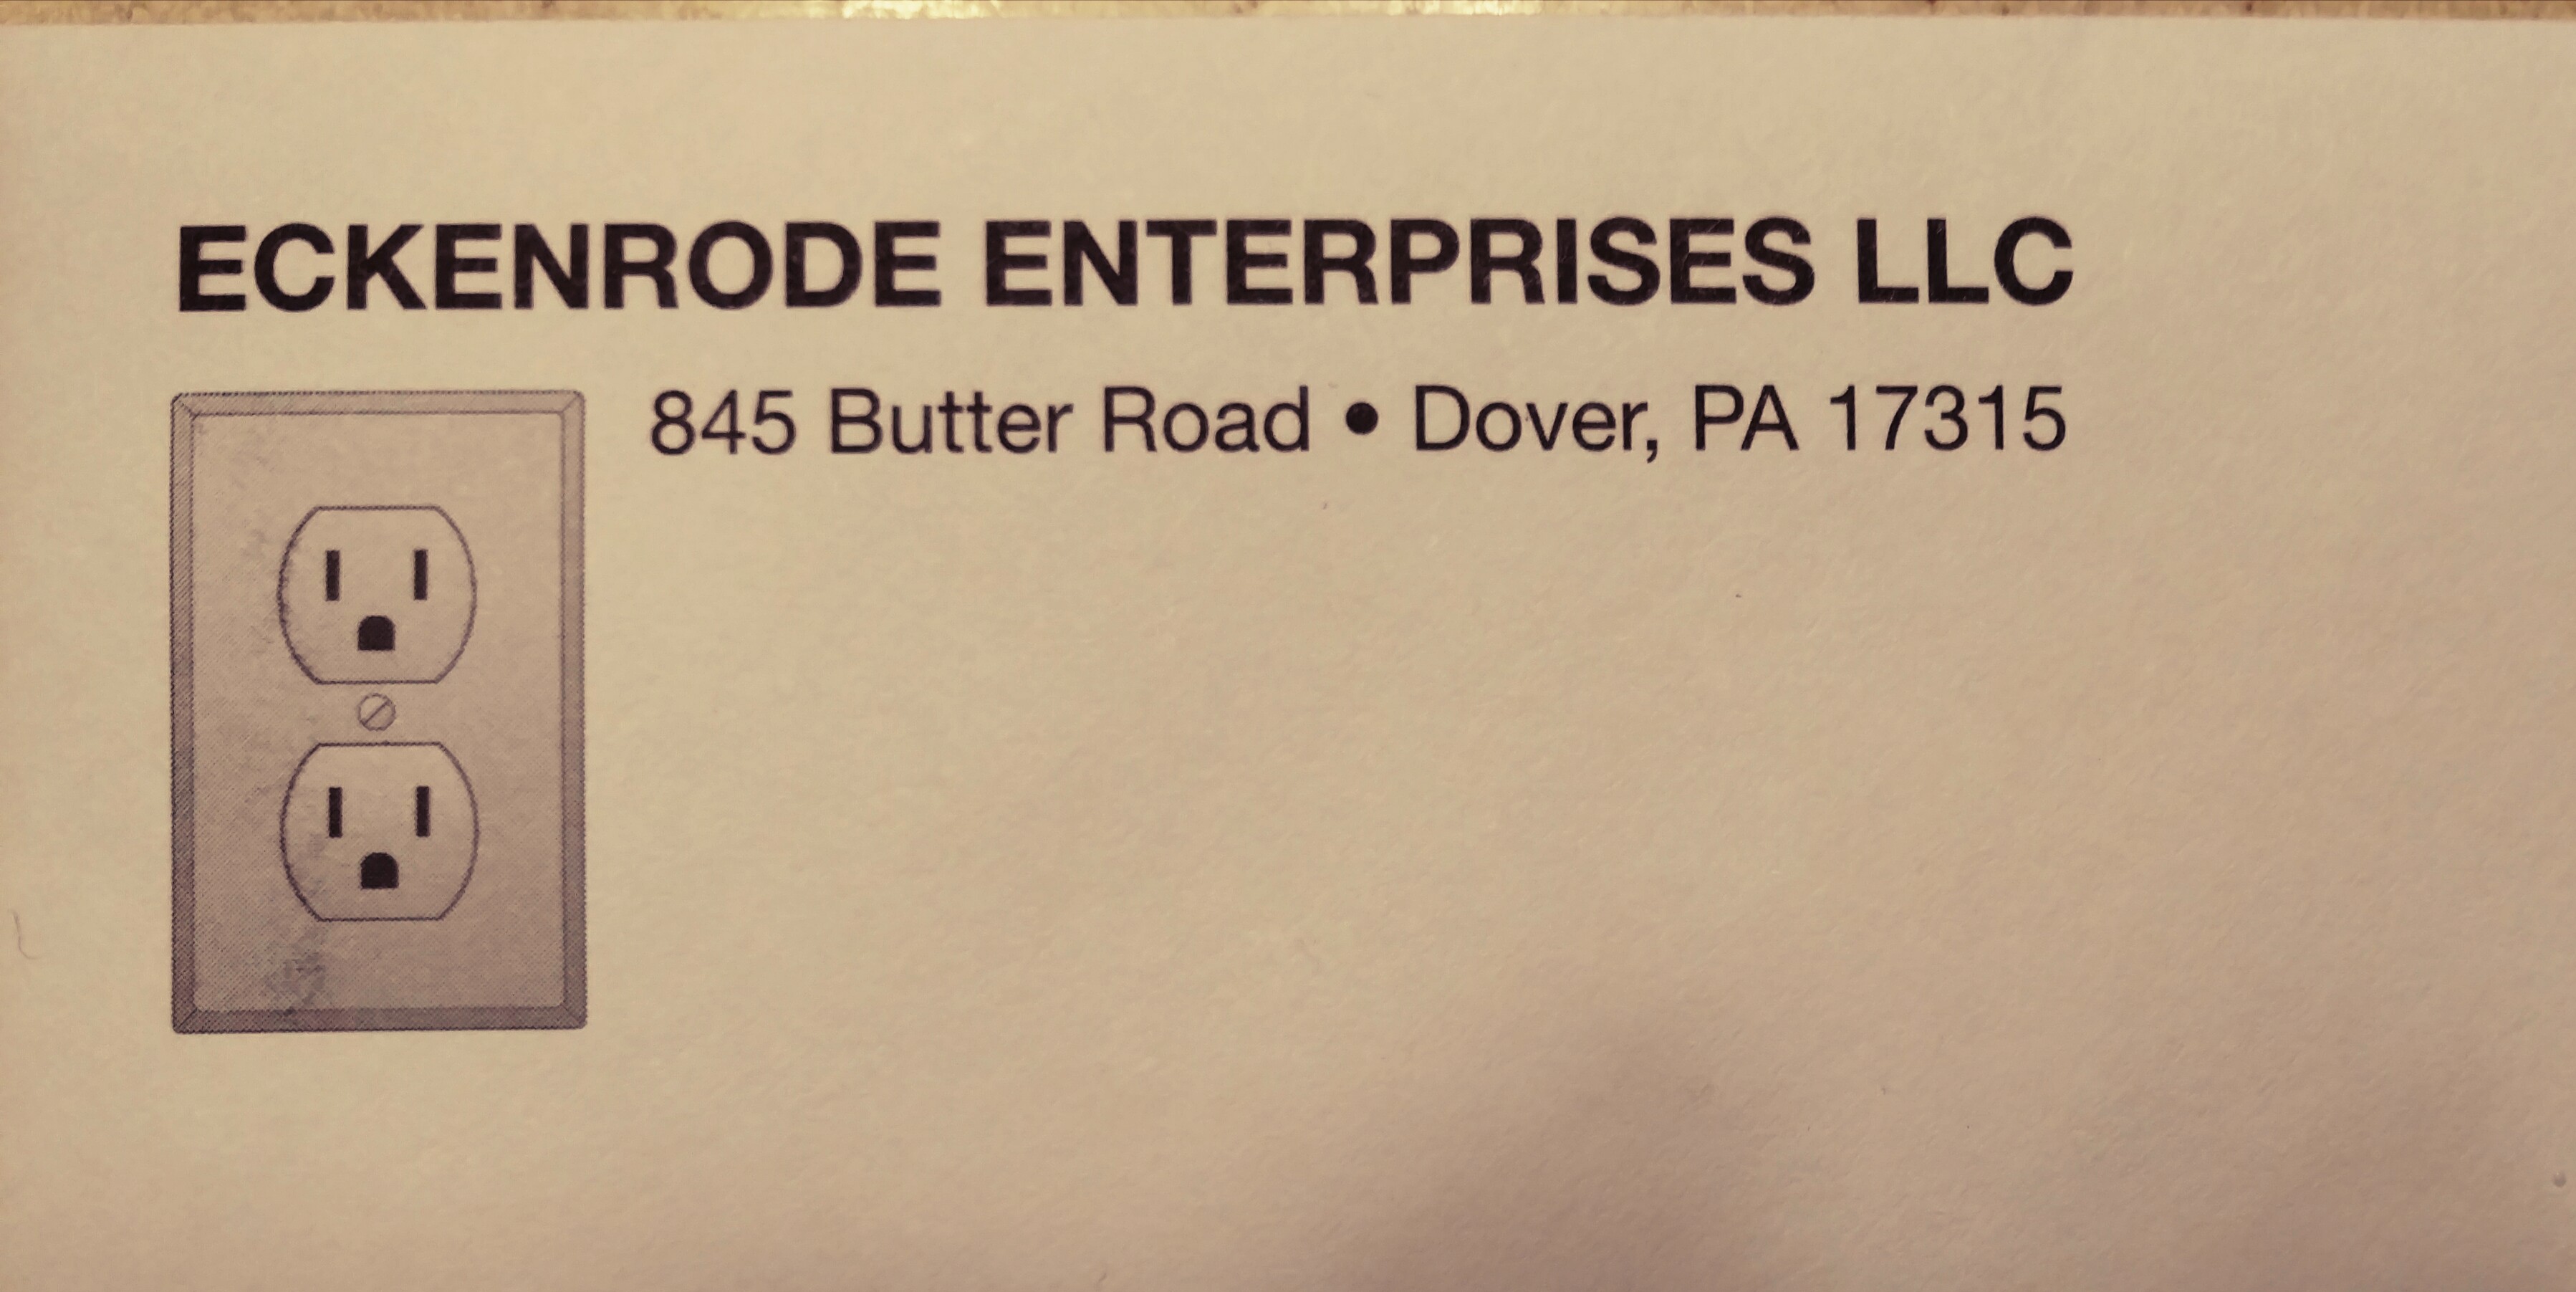 ECKENRODE ENTERPRISES LLC
845 Butter Road • Dover, PA 17315